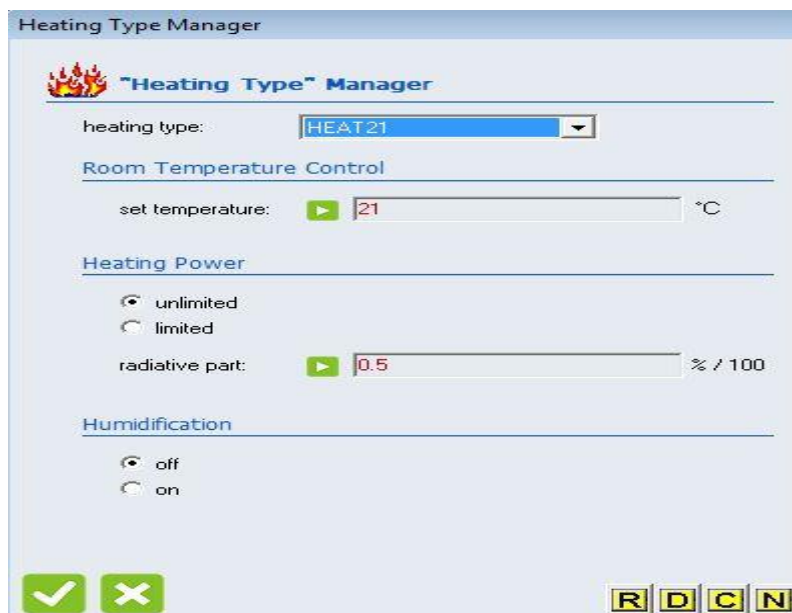 Heating Type Manager
"Heating Type" Manager
heating type: HEAT21
Room Temperature Control
set temperature: 21 °C
Heating Power
unlimited
limited
radiative part: 0.5 % / 100
Humidification
off
on
R D C N